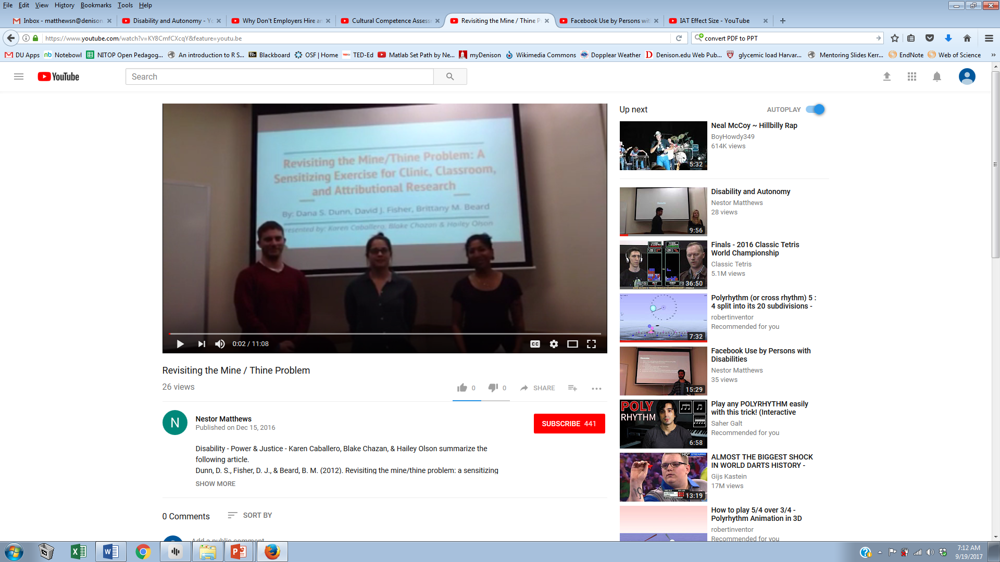 File Edit View History Bookmarks Tools Help
Inbox - matthewsn@denison
Disability and Autonomy - Yo
Why Don't Employers Hire an
Cultural Competence Assess
Revisiting the Mine / Thine P
Facebook Use by Persons wit
IAT Effect Size - YouTube
https://www.youtube.com/watch?v=KY8CmfCXcqY&feature=youtu.be
convert PDF to PPT
DU Apps
nb Notebowl
NITOP Open Pedagog...
An introduction to R S...
Bb Blackboard
OSF | Home
TED-Ed
Matlab Set Path by Ne...
myDenison
Wikimedia Commons
Dopplear Weather
D Denison.edu Web Pub...
glycemic load Harvar...
Mentoring Slides Kerr...
EndNote
Web of Science
YouTube
Search
Revisiting the Mine/Thine Problem: A
Sensitizing Exercise for Clinic, Classroom,
and Attributional Research
By: Dana S. Dunn, David J. Fisher, Brittany M. Beard
Presented by: Karen Caballero, Blake Chazan & Hailey Olson
0:02 / 11:08
CC
Revisiting the Mine / Thine Problem
26 views
0 0 SHARE
N
Nestor Matthews
Published on Dec 15, 2016
SUBSCRIBE 441
Disability - Power & Justice - Karen Caballero, Blake Chazan, & Hailey Olson summarize the
following article.
Dunn, D. S., Fisher, D. J., & Beard, B. M. (2012). Revisiting the mine/thine problem: a sensitizing
SHOW MORE
0 Comments
SORT BY
Add a public comment...
Up next
AUTOPLAY
5:32
Neal McCoy ~ Hillbilly Rap
BoyHowdy349
614K views
9:56
Disability and Autonomy
Nestor Matthews
28 views
36:50
Finals - 2016 Classic Tetris
World Championship
Classic Tetris
5.1M views
7:32
Polyrhythm (or cross rhythm) 5 :
4 split into its 20 subdivisions -
robertinventor
Recommended for you
15:29
Facebook Use by Persons with
Disabilities
Nestor Matthews
35 views
POLY
RHYTHM
6:58
Play any POLYRHYTHM easily
with this trick! (Interactive
Saher Galt
Recommended for you
HD+ STREAMING
13:19
ALMOST THE BIGGEST SHOCK
IN WORLD DARTS HISTORY -
Gijs Kastein
17M views
How to play 5/4 over 3/4 -
Polyrhythm Animation in 3D
robertinventor
Recommended for you
7:12 AM
9/19/2017